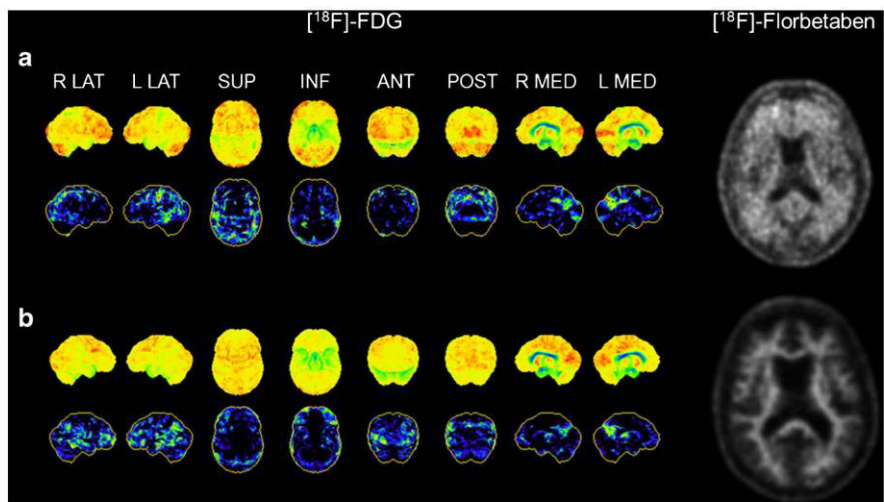 [¹⁸F]-FDG [¹⁸F]-Florbetaben
a
R LAT L LAT SUP INF ANT POST R MED L MED
b